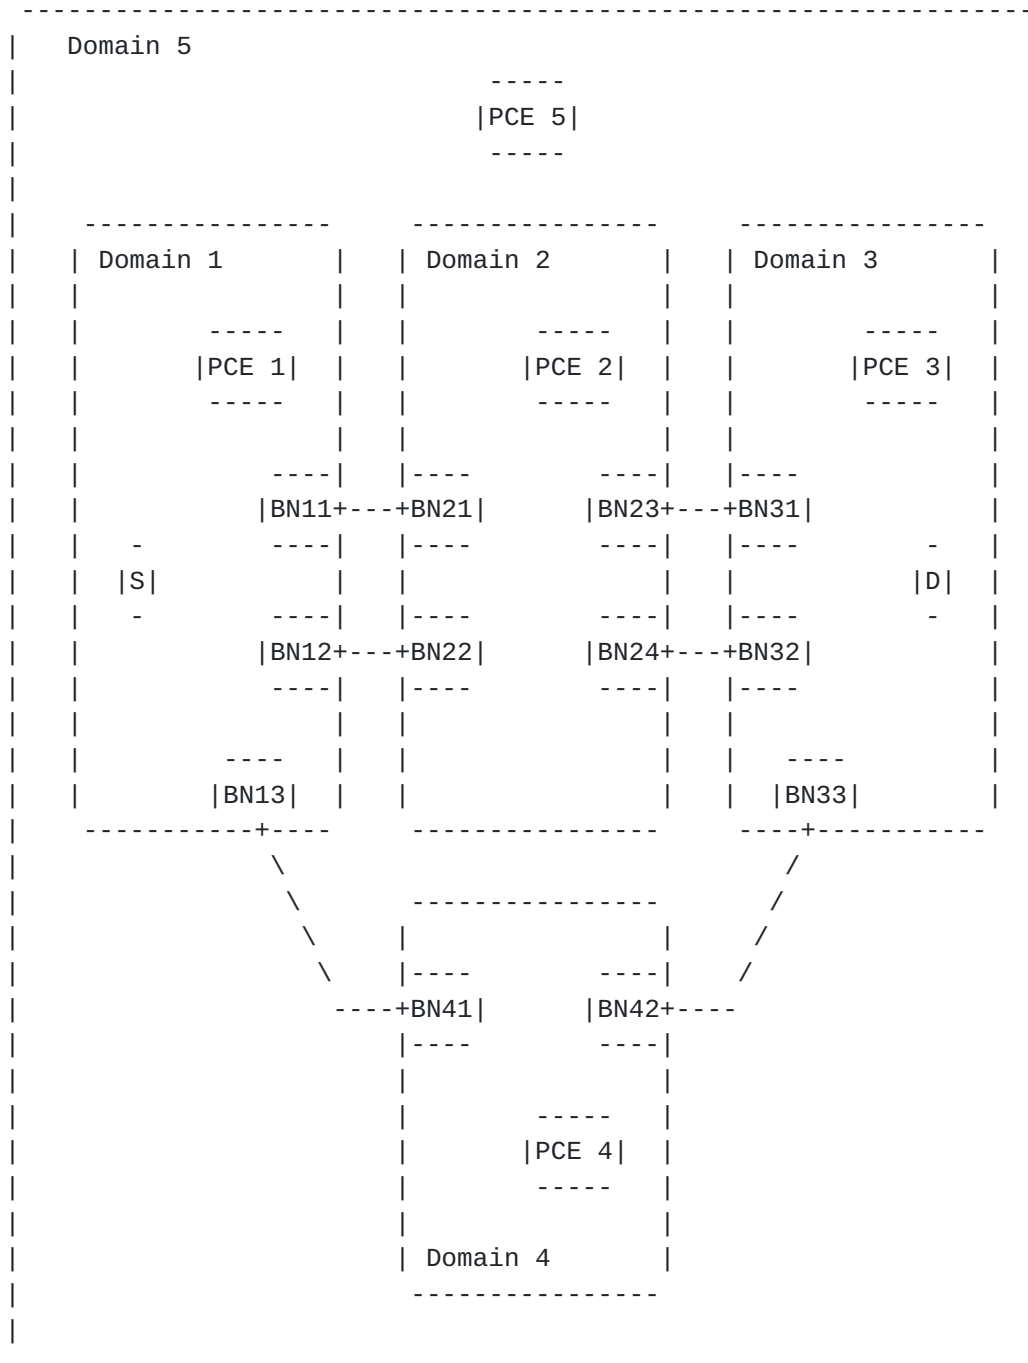 Domain 5
PCE 5
Domain 1 Domain 2 Domain 3
PCE 1 PCE 2 PCE 3
BN11+---+BN21 BN23+---+BN31
S D
BN12+---+BN22 BN24+---+BN32
BN13 BN33
BN41 BN42
PCE 4
Domain 4